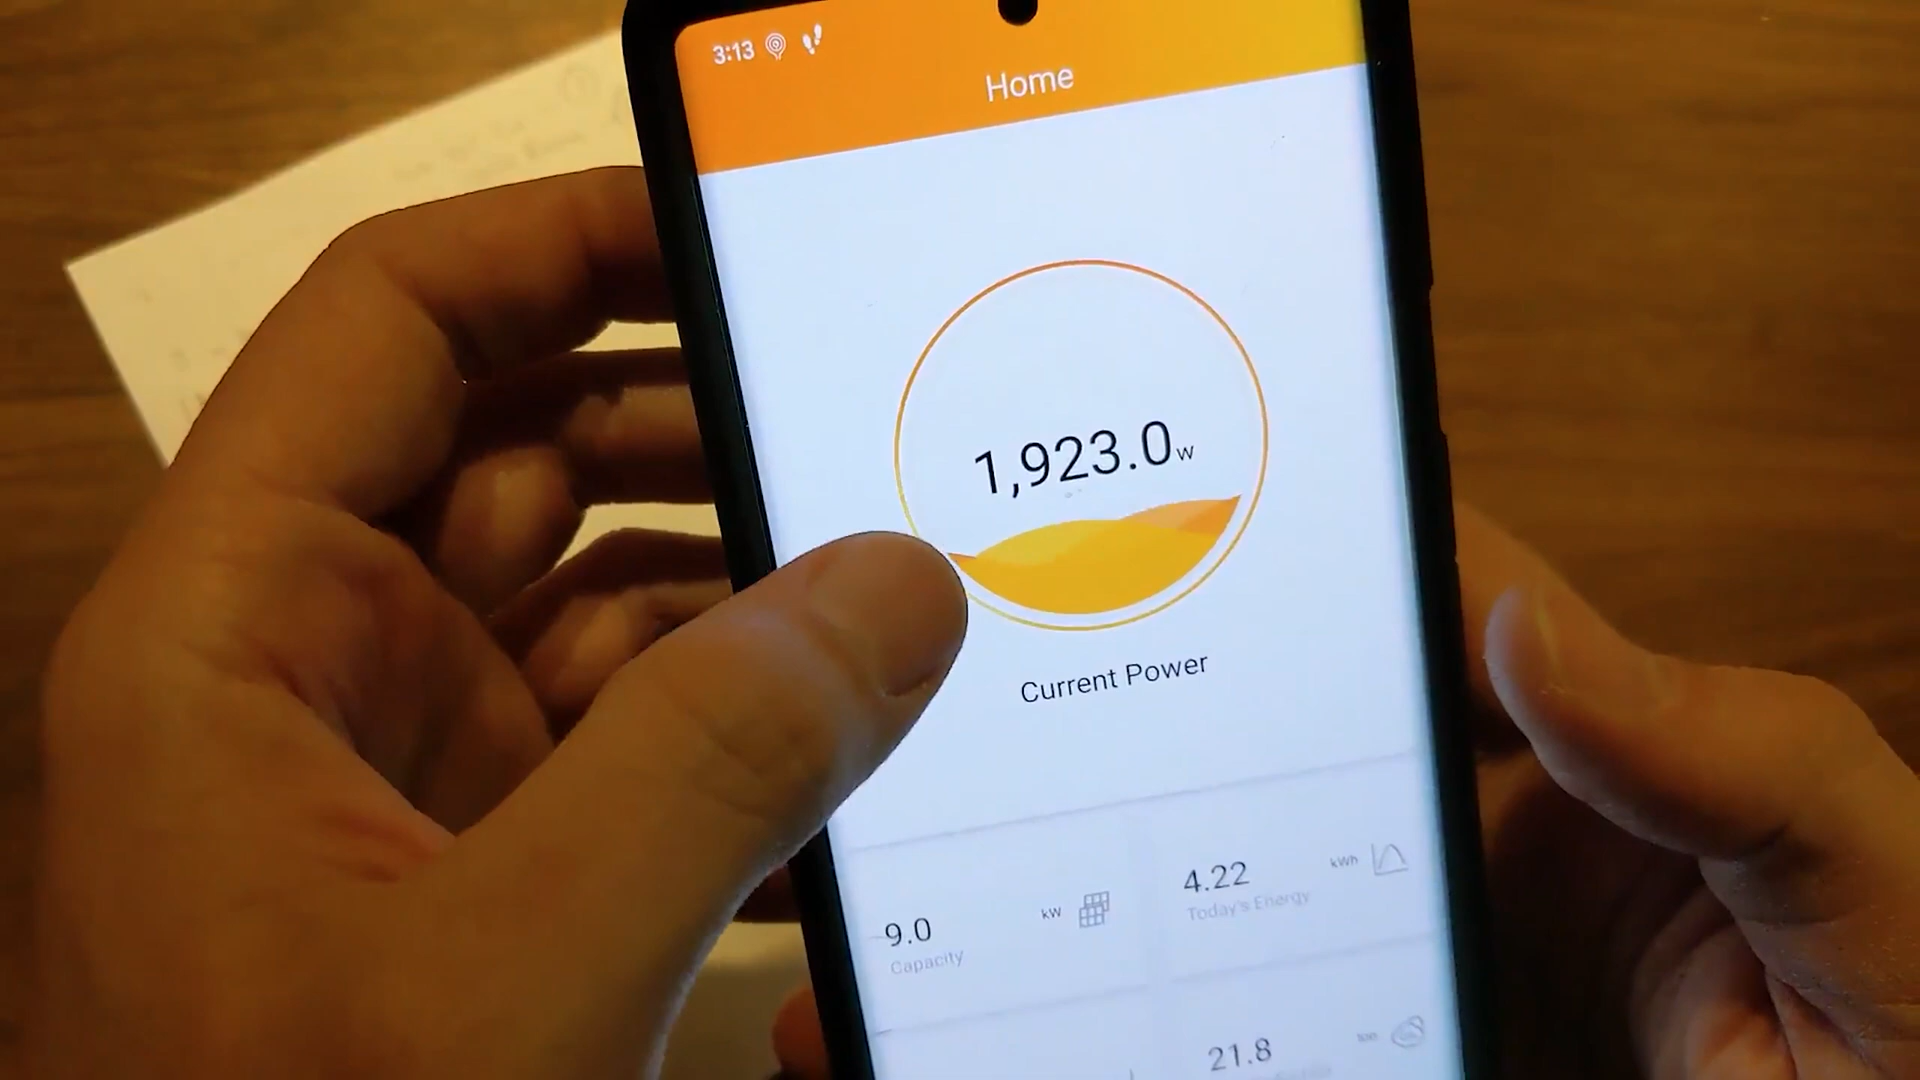 3:13
Home
1,923.0w
Current Power
9.0 kW
Capacity
4.22 kWh
Today's Energy
21.8